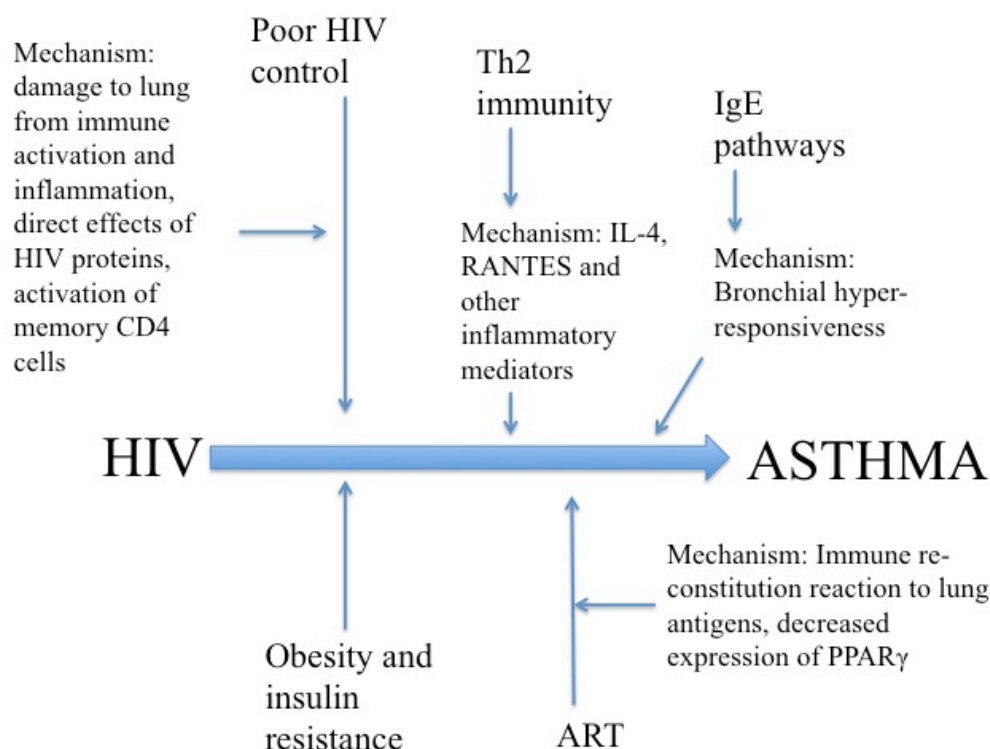 Mechanism:
damage to lung
from immune
activation and
inflammation,
direct effects of
HIV proteins,
activation of
memory CD4
cells
Poor HIV
control
Th2
immunity
Mechanism: IL-4,
RANTES and
other
inflammatory
mediators
IgE
pathways
Mechanism:
Bronchial hyper-
responsiveness
HIV
ASTHMA
Obesity and
insulin
resistance
ART
Mechanism: Immune re-
constitution reaction to lung
antigens, decreased
expression of PPARγ